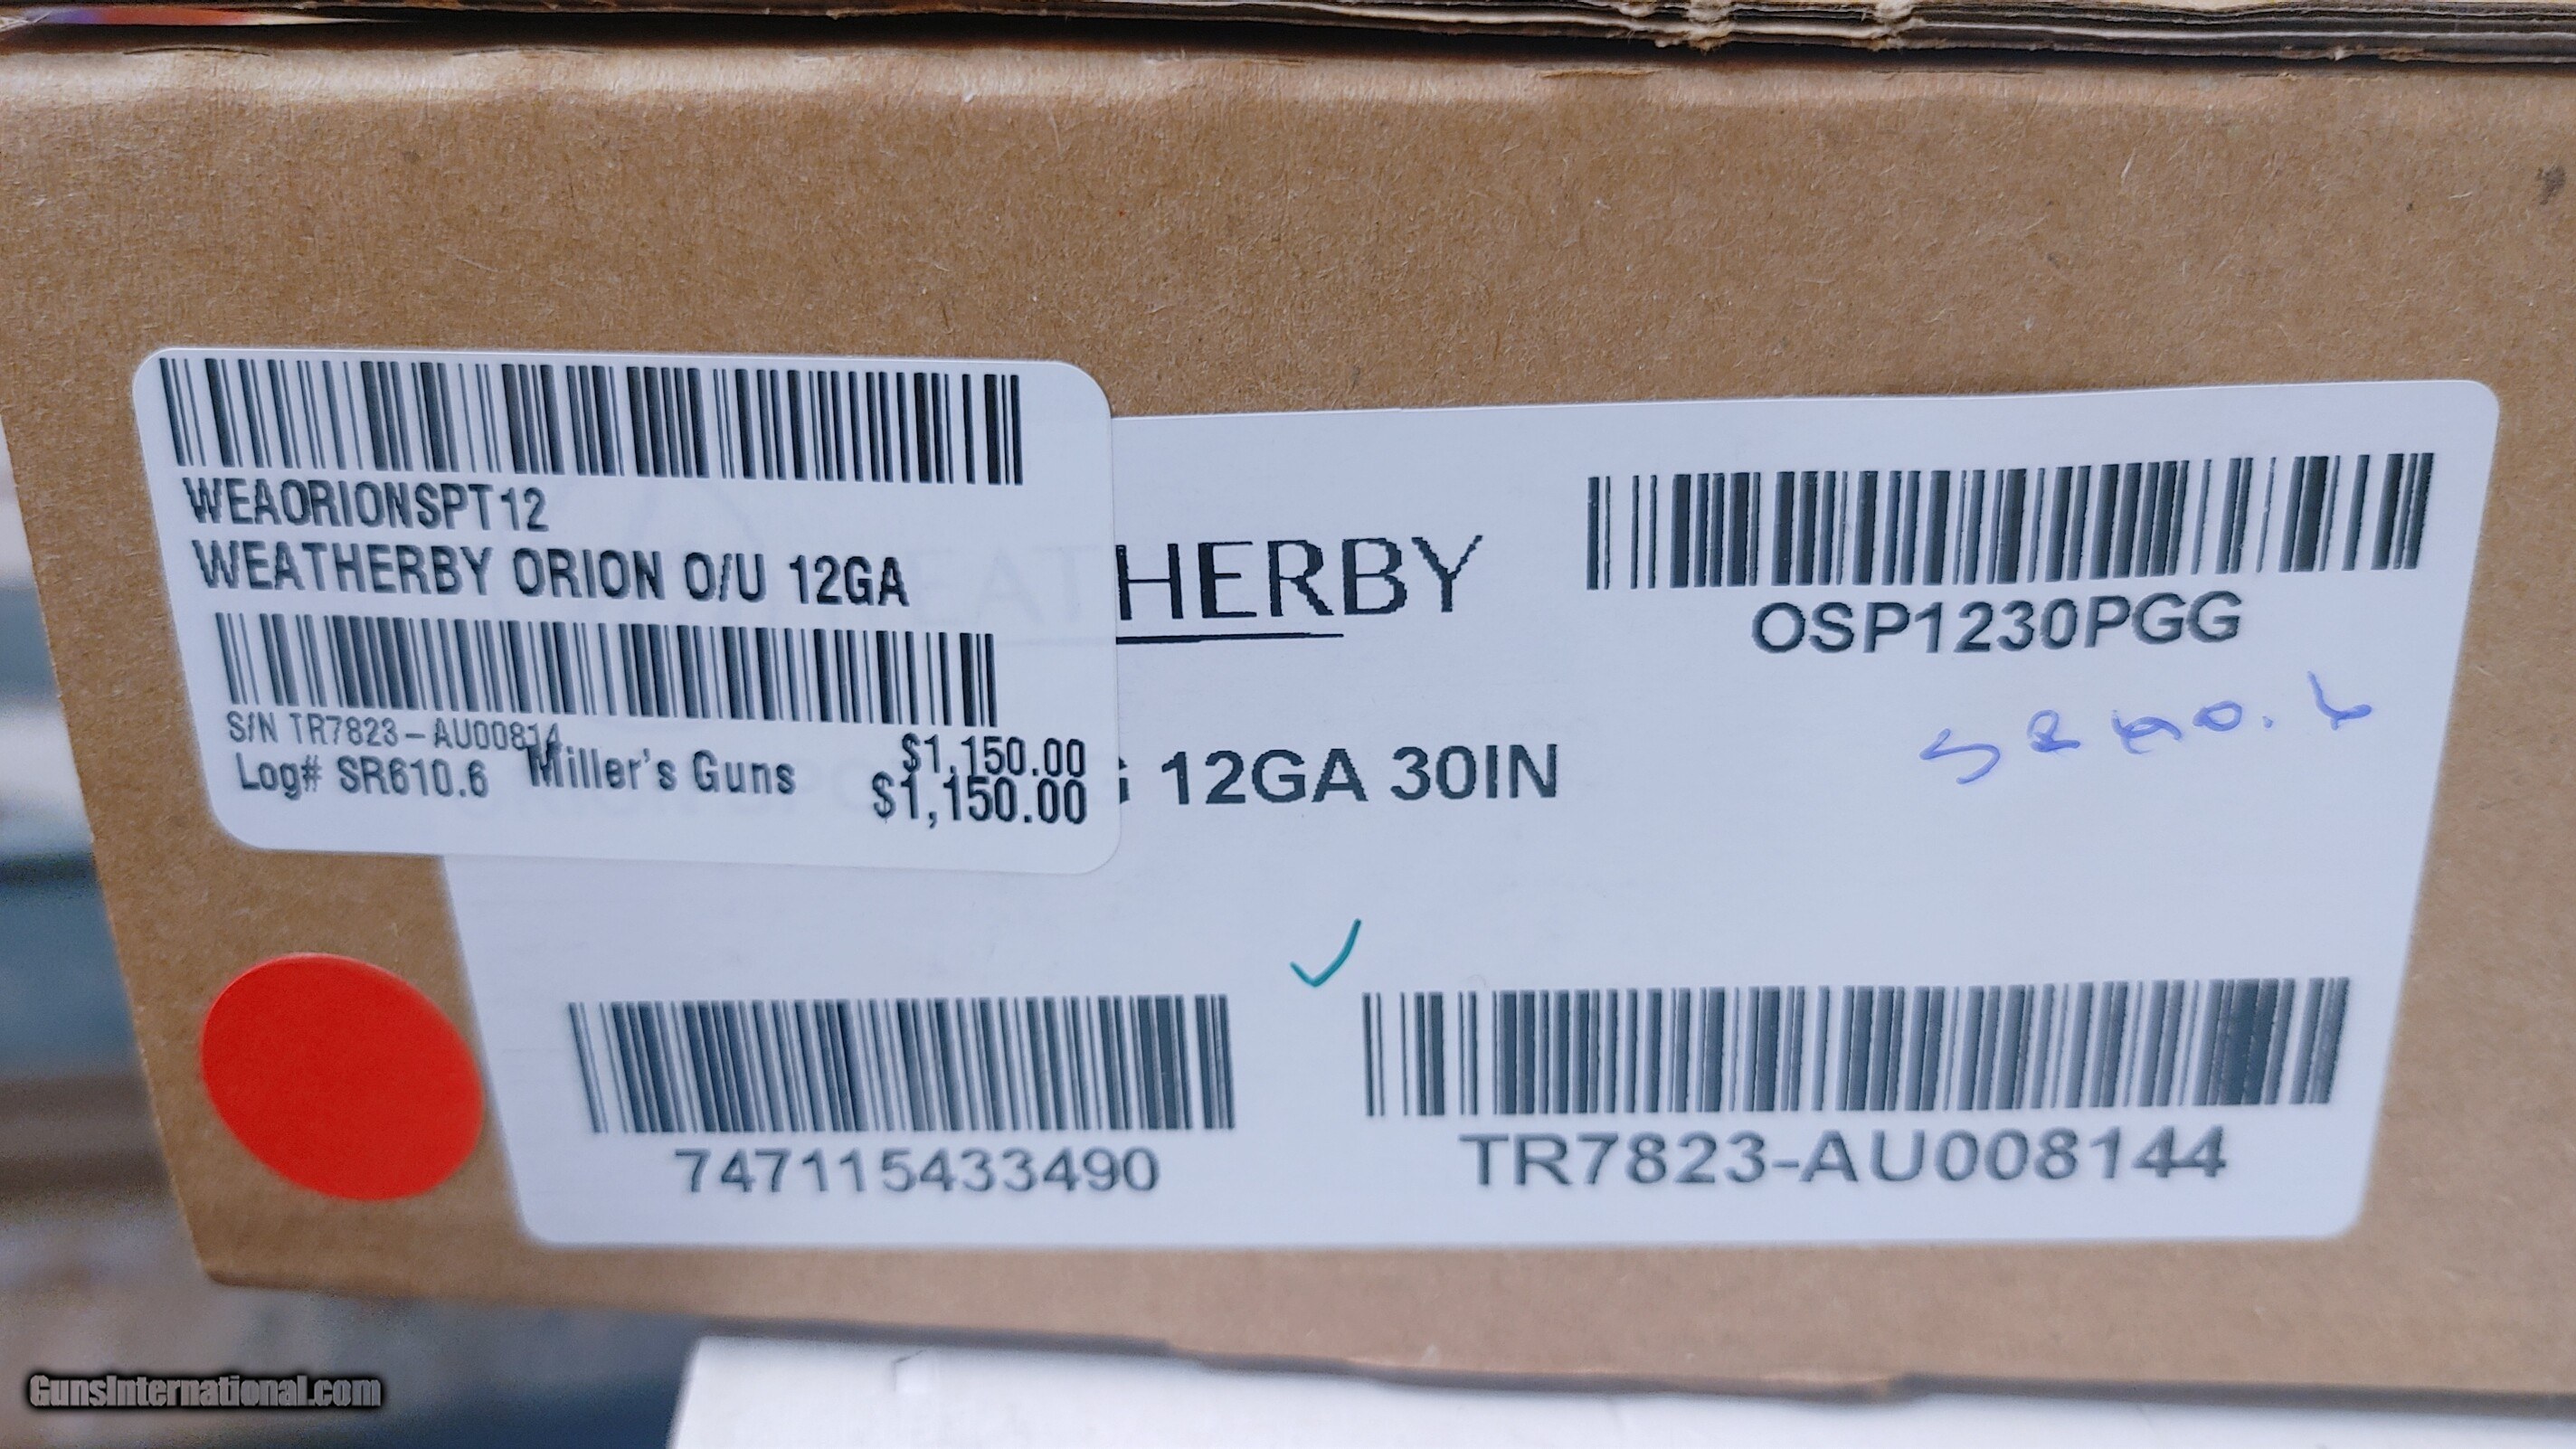 WEAORIONSPT12
WEATHERBY ORION O/U 12GA
S/N TR7823-AU00814
Log# SR610.6 Miller's Guns $1,150.00
$1,150.00
HERBY
12GA 30IN
OSP1230PGG
747115433490
TR7823-AU008144
GunsInternational.com